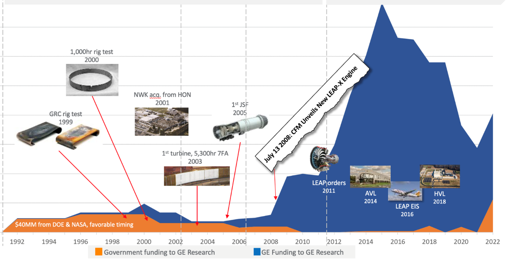 1,000hr rig test
2000
GRC rig test
1999
NWK acq. from HON
2001
1st turbine, 5,300hr 7FA
2003
1st JSF
2005
July 13 2008: CFM Unveils New LEAP-X Engine
LEAP orders
2011
AVL
2014
LEAP EIS
2016
HVL
2018
$40MM from DOE & NASA, favorable timing
1992 1994 1996 1998 2000 2002 2004 2006 2008 2010 2012 2014 2016 2018 2020 2022
Government funding to GE Research
GE Funding to GE Research